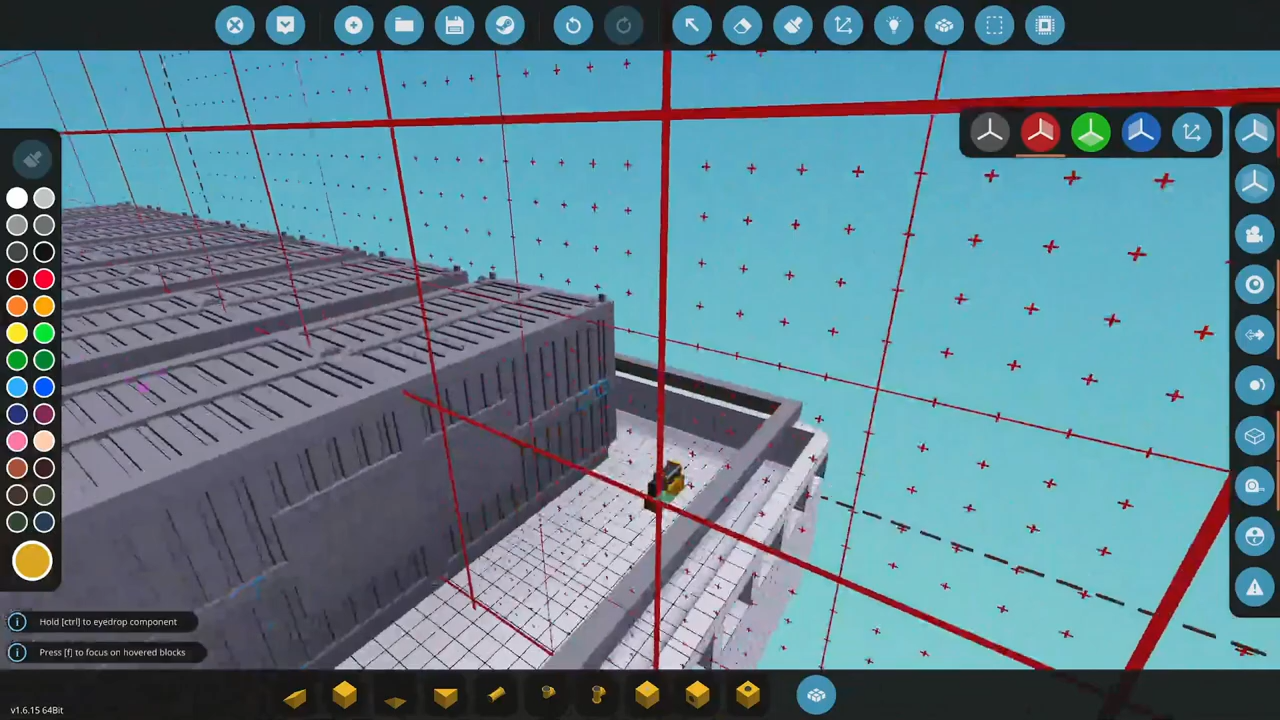 Hold [ctrl] to eyedrop component
Press [f] to focus on hovered blocks
v1.6.15 64Bit